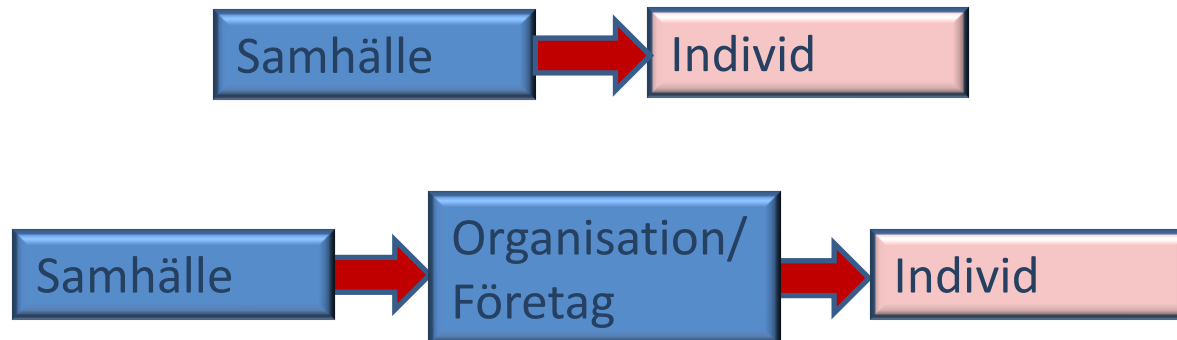 Samhälle
Individ
Samhälle
Organisation/
Företag
Individ